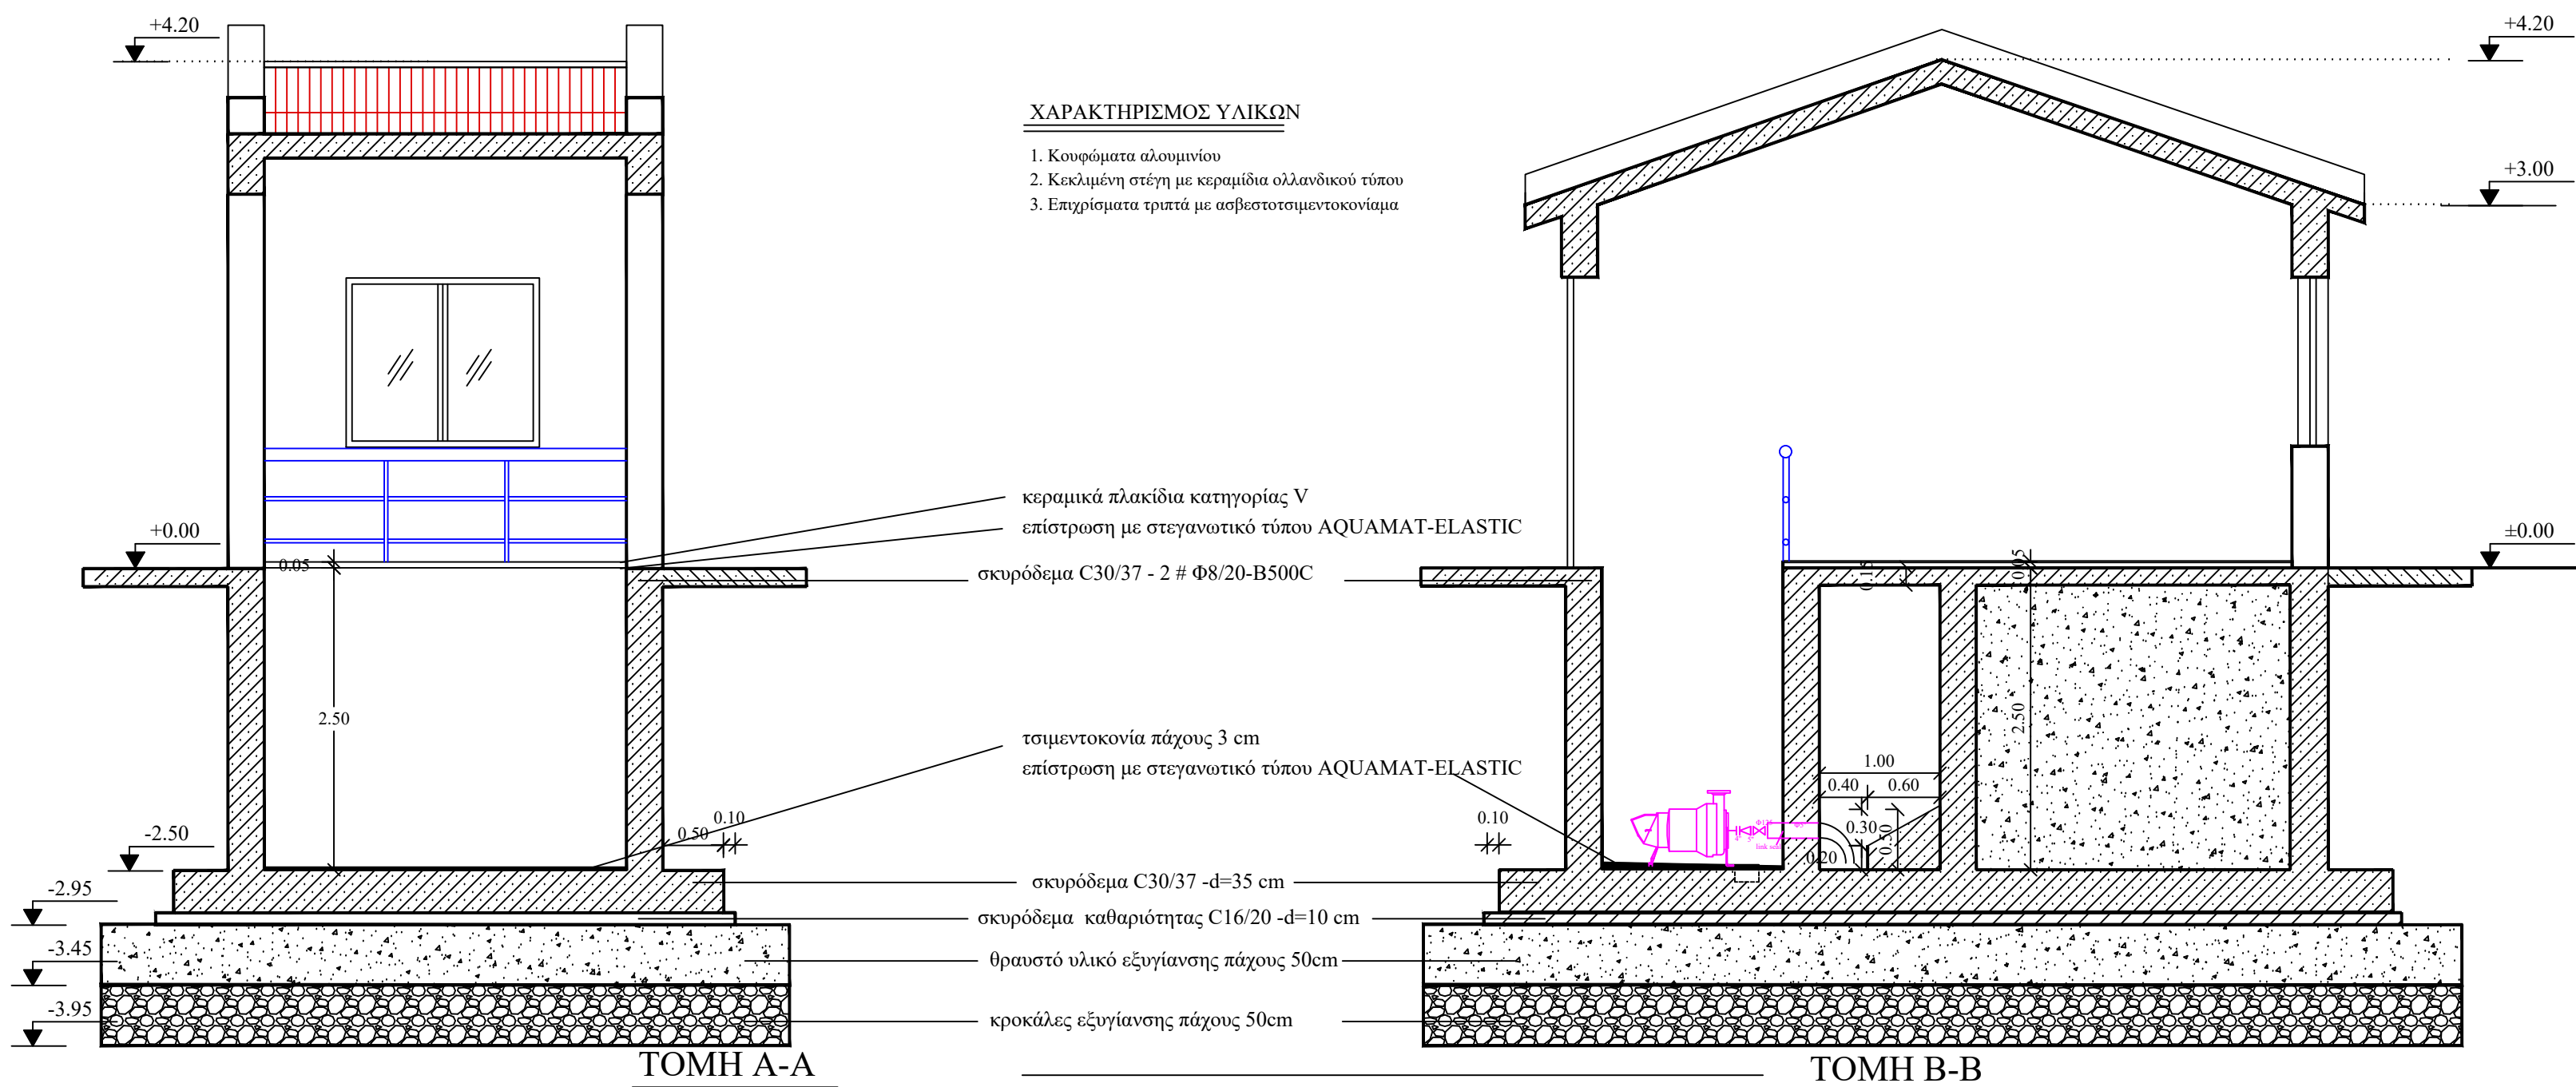 +4.20
+4.20
ΧΑΡΑΚΤΗΡΙΣΜΟΣ ΥΛΙΚΩΝ
1. Κουφώματα αλουμινίου
2. Κεκλιμένη στέγη με κεραμίδια ολλανδικού τύπου
3. Επιχρίσματα τριπτά με ασβεστοτσιμεντοκονίαμα
+3.00
κεραμικά πλακίδια κατηγορίας V
επίστρωση με στεγανωτικό τύπου AQUAMAT-ELASTIC
+0.00
±0.00
0.05
σκυρόδεμα C30/37 - 2 # Φ8/20-B500C
0.15
0.05
2.50
2.50
τσιμεντοκονία πάχους 3 cm
επίστρωση με στεγανωτικό τύπου AQUAMAT-ELASTIC
1.00
0.40
0.60
0.10
0.50
0.10
0.30
0.50
0.20
-2.50
-2.95
σκυρόδεμα C30/37 -d=35 cm
σκυρόδεμα καθαριότητας C16/20 -d=10 cm
-3.45
θραυστό υλικό εξυγίανσης πάχους 50cm
-3.95
κροκάλες εξυγίανσης πάχους 50cm
ΤΟΜΗ Α-Α
ΤΟΜΗ Β-Β